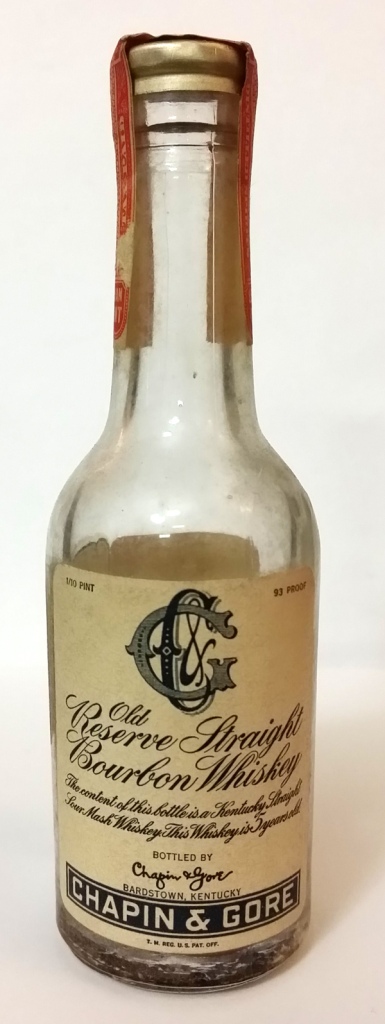 1/10 PINT
93 PROOF
C&G
Old
Reserve Straight
Bourbon Whiskey
The content of this bottle is a Kentucky Straight
Sour Mash Whiskey. This Whiskey is 5 years old.
BOTTLED BY
Chapin & Gore
BARDSTOWN, KENTUCKY
CHAPIN & GORE
T. M. REG. U. S. PAT. OFF.